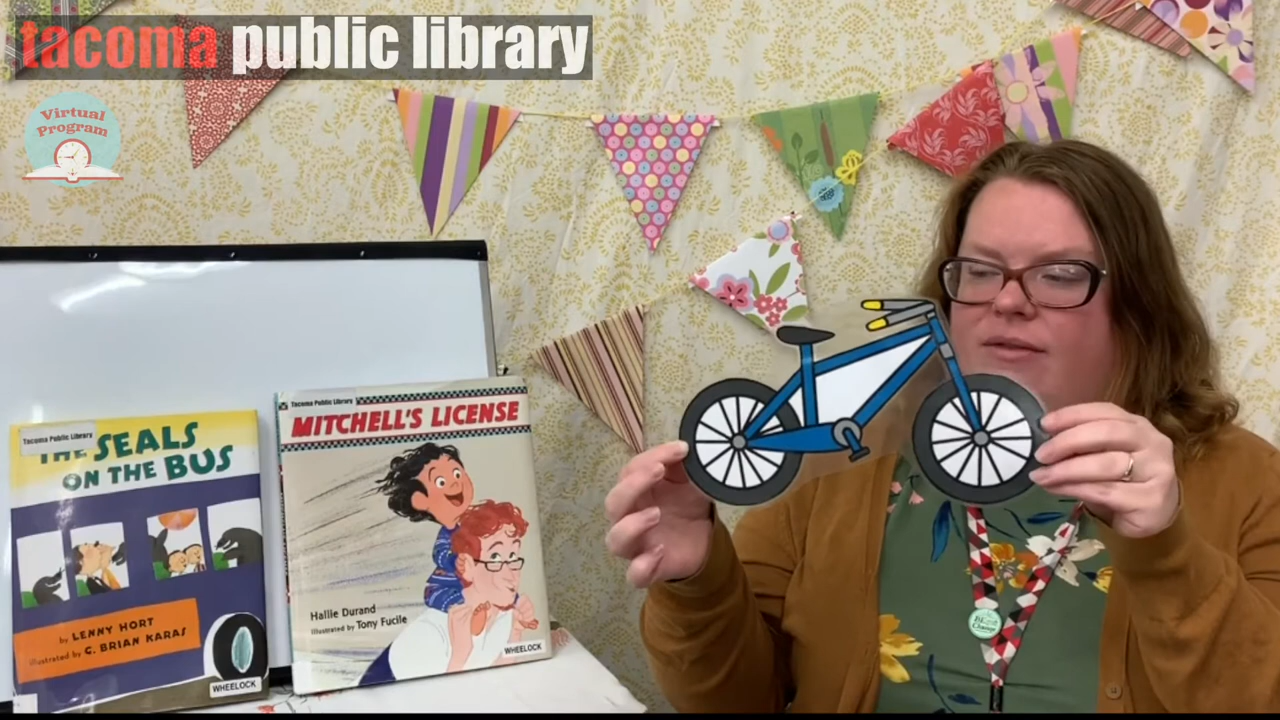 tacoma public library
Virtual
Program
Tacoma Public Library
THE SEALS
ON THE BUS
by LENNY HORT
illustrated by G. BRIAN KARAS
WHEELOCK
Tacoma Public Library
MITCHELL'S LICENSE
Hallie Durand
illustrated by Tony Fucile
WHEELOCK